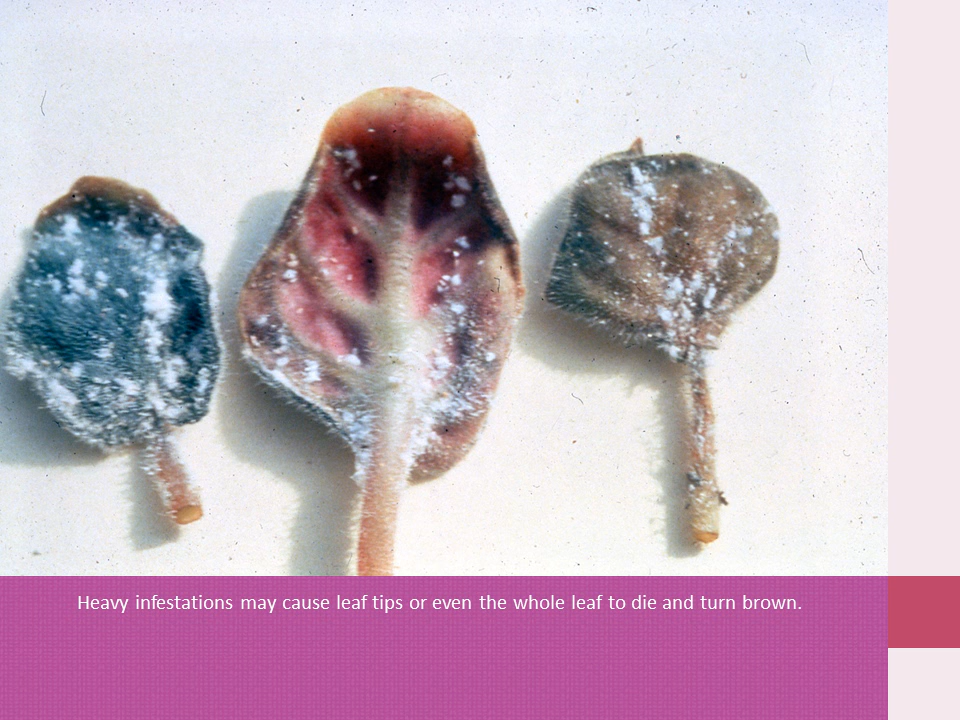 Heavy infestations may cause leaf tips or even the whole leaf to die and turn brown.